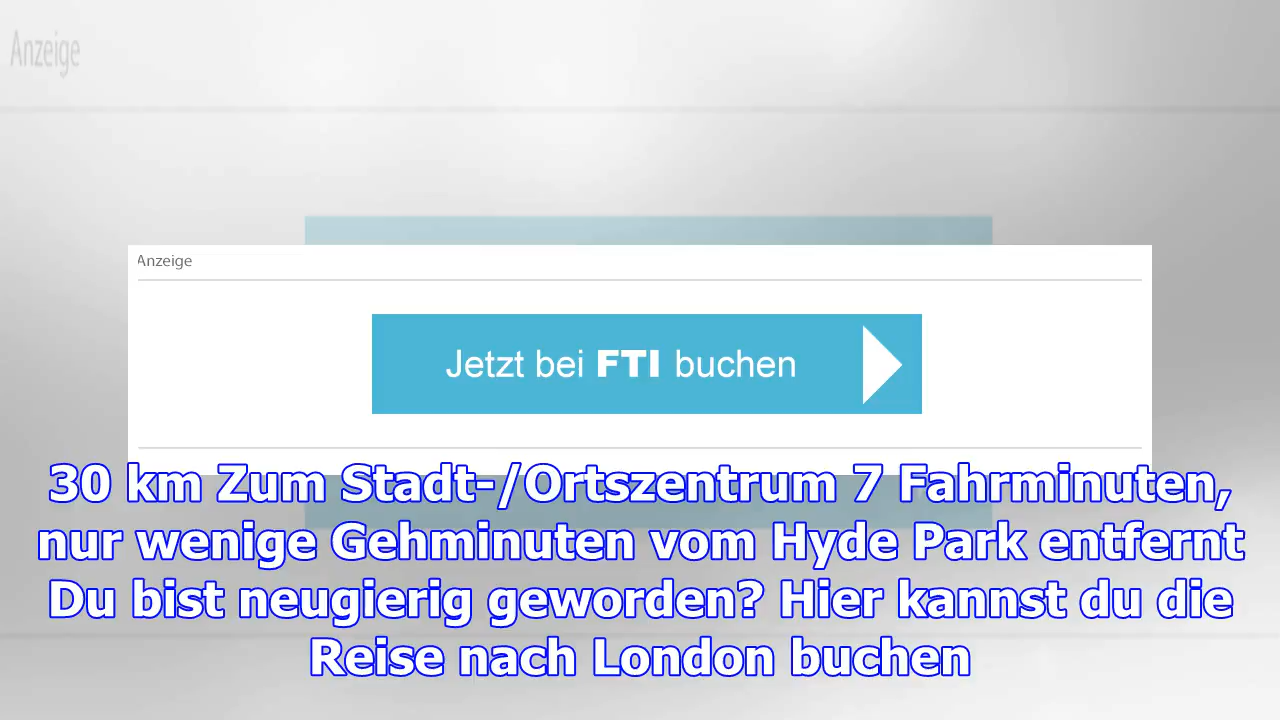 Anzeige
Anzeige
Jetzt bei FTI buchen
30 km Zum Stadt-/Ortszentrum 7 Fahrminuten,
nur wenige Gehminuten vom Hyde Park entfernt
Du bist neugierig geworden? Hier kannst du die
Reise nach London buchen